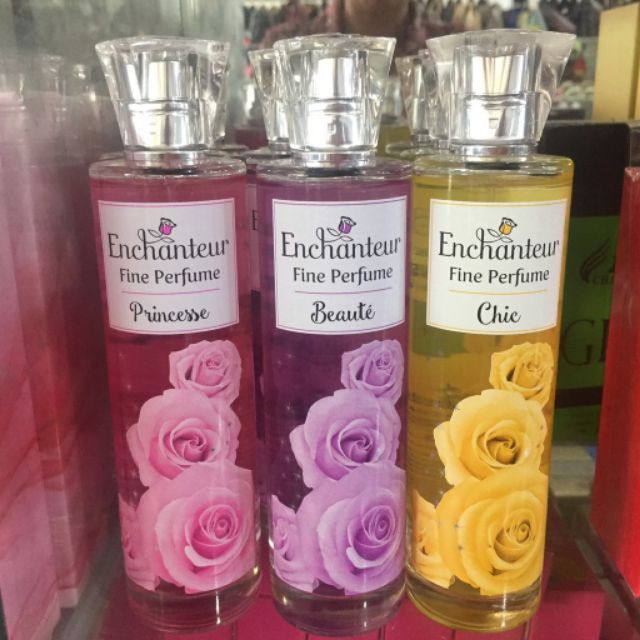 Enchanteur
Fine Perfume
Princesse
Enchanteur
Fine Perfume
Beauté
Enchanteur
Fine Perfume
Chic